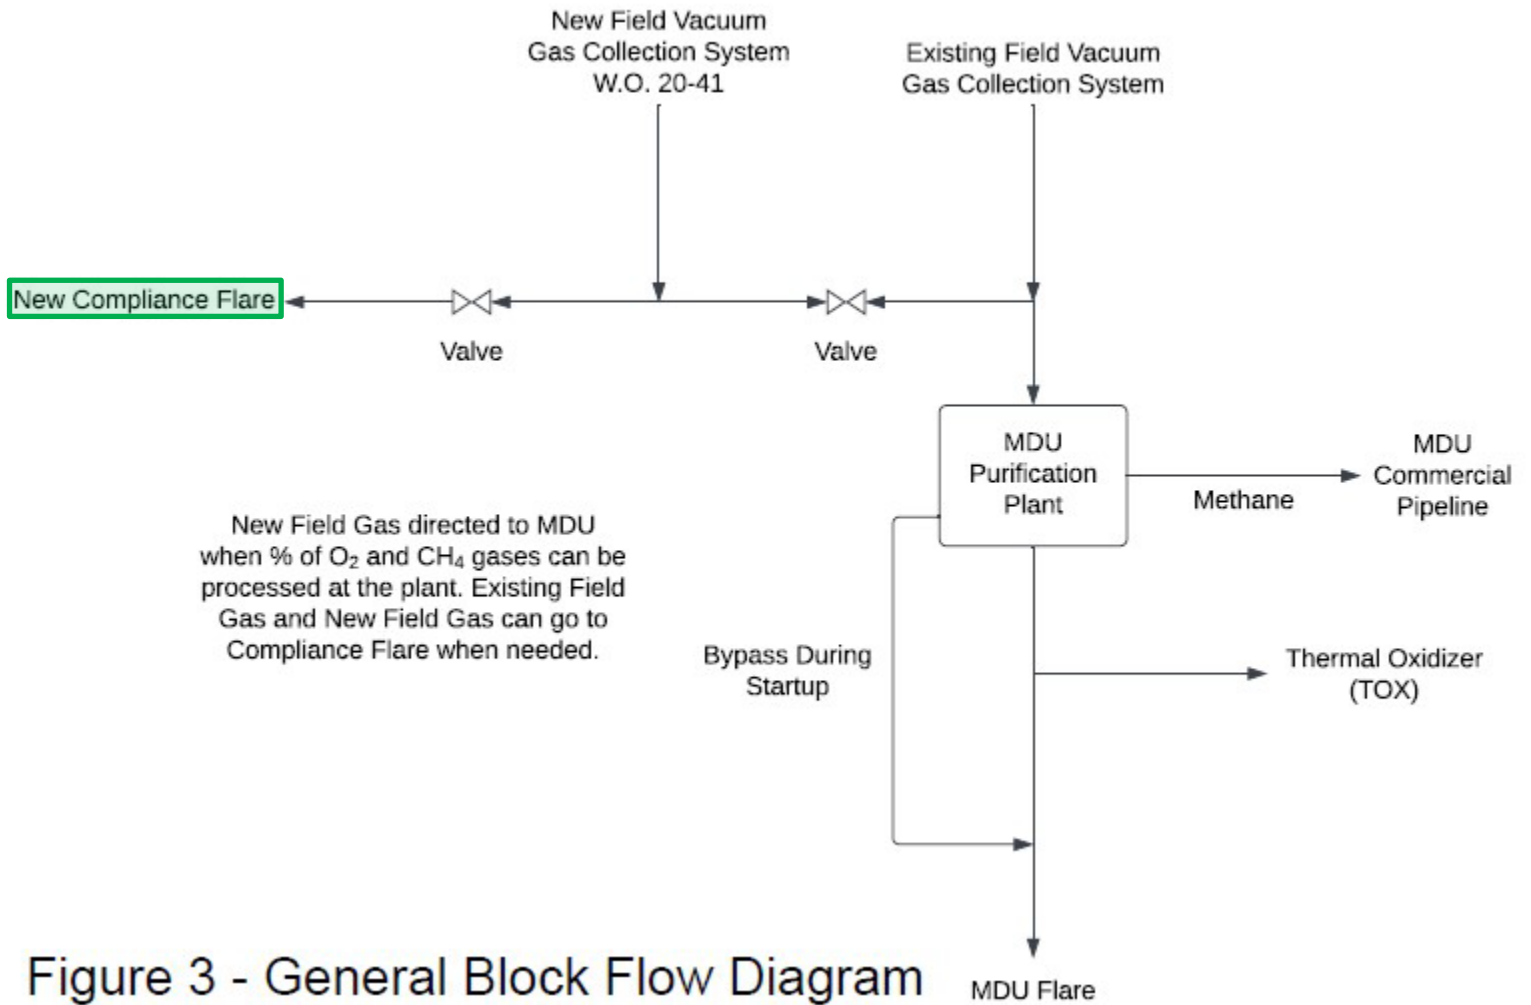 New Field Vacuum
Gas Collection System
W.O. 20-41
Existing Field Vacuum
Gas Collection System
New Compliance Flare
Valve
Valve
MDU
Purification
Plant
Methane
MDU
Commercial
Pipeline
New Field Gas directed to MDU
when % of O₂ and CH₄ gases can be
processed at the plant. Existing Field
Gas and New Field Gas can go to
Compliance Flare when needed.
Bypass During
Startup
Thermal Oxidizer
(TOX)
MDU Flare
Figure 3 - General Block Flow Diagram